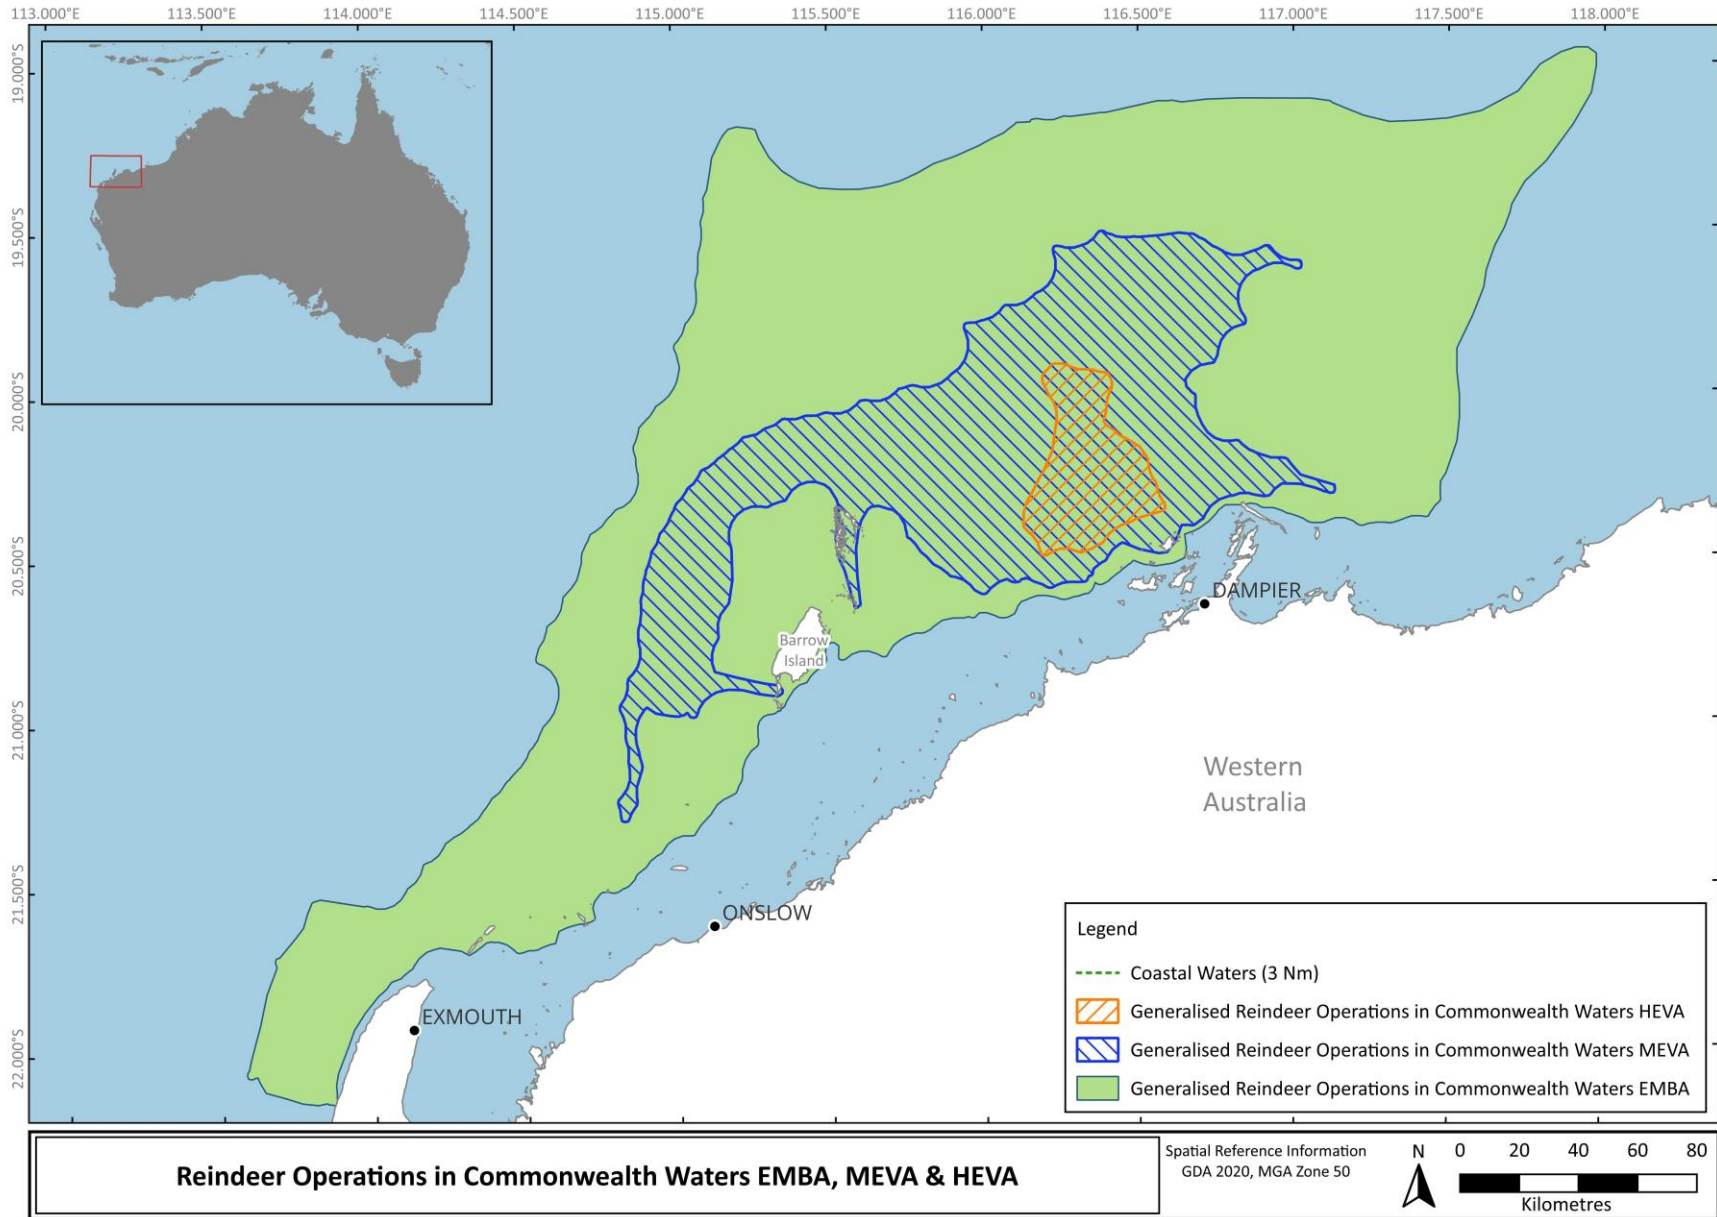 113.000°E 113.500°E 114.000°E 114.500°E 115.000°E 115.500°E 116.000°E 116.500°E 117.000°E 117.500°E 118.000°E
19.000°S
19.500°S
20.000°S
20.500°S
21.000°S
21.500°S
22.000°S
Barrow
Island
DAMPIER
Western
Australia
ONSLOW
EXMOUTH
Legend
Coastal Waters (3 Nm)
Generalised Reindeer Operations in Commonwealth Waters HEVA
Generalised Reindeer Operations in Commonwealth Waters MEVA
Generalised Reindeer Operations in Commonwealth Waters EMBA
Reindeer Operations in Commonwealth Waters EMBA, MEVA & HEVA
Spatial Reference Information
GDA 2020, MGA Zone 50
N
0 20 40 60 80
Kilometres